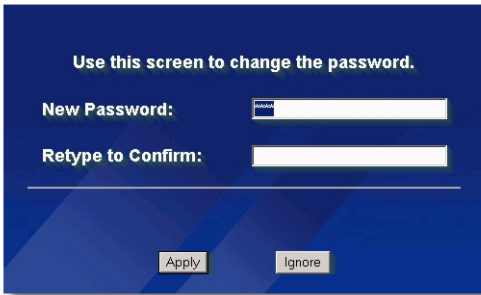 Use this screen to change the password.
New Password:
****
Retype to Confirm:
Apply
Ignore